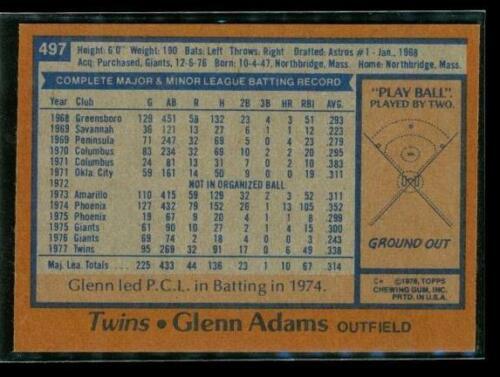 497
Height: 6'0" Weight: 190 Bats: Left Throws: Right Drafted: Astros #1-Jan., 1968
Acq: Purchased, Giants, 12-6-76 Born: 10-4-47, Northbridge, Mass. Home: Northbridge, Mass.
COMPLETE MAJOR & MINOR LEAGUE BATTING RECORD
Year Club G AB R H 2B 3B HR RBI AVG.
1968 Greensboro 129 451 58 132 23 4 3 51 .293
1969 Savannah 36 121 13 27 6 1 1 12 .223
1969 Peninsula 71 247 32 66 9 5 3 34
1970 Columbus 83 234 32 69 10 2 2 20 .295
1971 Columbus 24 81 13 31 7 0 2 10 .383
1971 Okla. City 59 161 14 50 9 0 0 19 .311
1972 NOT IN ORGANIZED BALL
1973 Amarillo 110 415 59 129 32 2 3 52 .311
1974 Phoenix 127 432 79 152 26 1 13 105 .352
1975 Phoenix 19 67 9 20 4 1 1 8 .299
1975 Giants 61 90 10 27 2 1 4 15 .300
1976 Giants 69 74 2 18 4 0 0 3 .243
1977 Twins 95 269 32 91 17 0 6 49 .338
Maj. Lea. Totals 225 433 44 136 23 1 10 67 .314
Glenn led P.C.L. in Batting in 1974.
"PLAY BALL".
PLAYED BY TWO.
GROUND OUT
C* © 1978, TOPPS
CHEWING GUM, INC.
PRTD. IN U.S.A.
Twins • Glenn Adams OUTFIELD